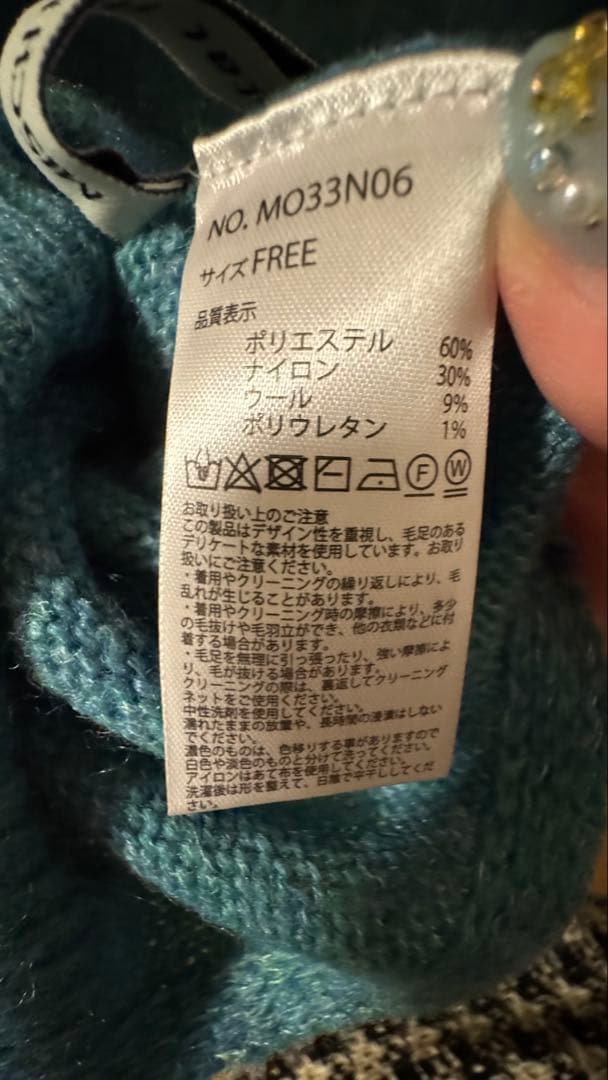 NO. MO33N06
サイズ FREE
品質表示
ポリエステル 60%
ナイロン 30%
ウール 9%
ポリウレタン 1%
F W
お取り扱い上のご注意
この製品はデザイン性を重視し、毛足のある
デリケートな素材を使用しています。お取り
扱いにご注意ください。
・着用やクリーニングの繰り返しにより、毛
乱れが生じることがあります。
・着用やクリーニング時の摩擦により、多少
の毛抜けや毛羽立ができ、他の衣類などに付
着する場合があります。
・毛足を無理に引っ張ったり、強い摩擦によ
り、毛が抜ける場合があります。
クリーニングの際は、裏返してクリーニング
ネットをご使用ください。
中性洗剤を使用してください。
濡れたままの放置や、長時間の浸漬はしない
でください。
濃色のものは、色移りする事がありますので
白色や淡色のものと分けて洗ってください。
アイロンはあて布を使用してください。
洗濯後は形を整えて、日陰で平干ししてくだ
さい。